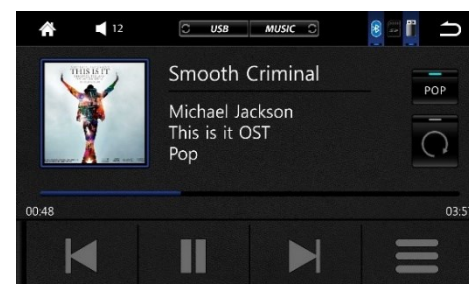 12
USB
MUSIC
THIS IS IT
Smooth Criminal
Michael Jackson
This is it OST
Pop
POP
00:48
03:57